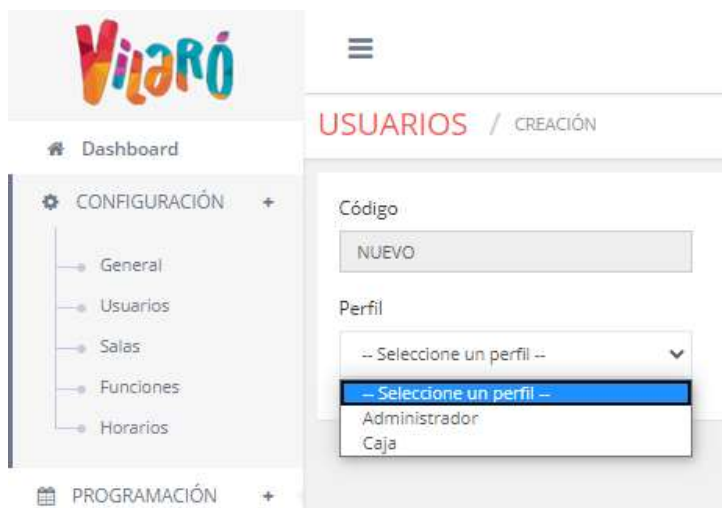 Vilaró
Dashboard
CONFIGURACIÓN +
General
Usuarios
Salas
Funciones
Horarios
PROGRAMACIÓN +
USUARIOS / CREACIÓN
Código
NUEVO
Perfil
-- Seleccione un perfil --
-- Seleccione un perfil --
Administrador
Caja